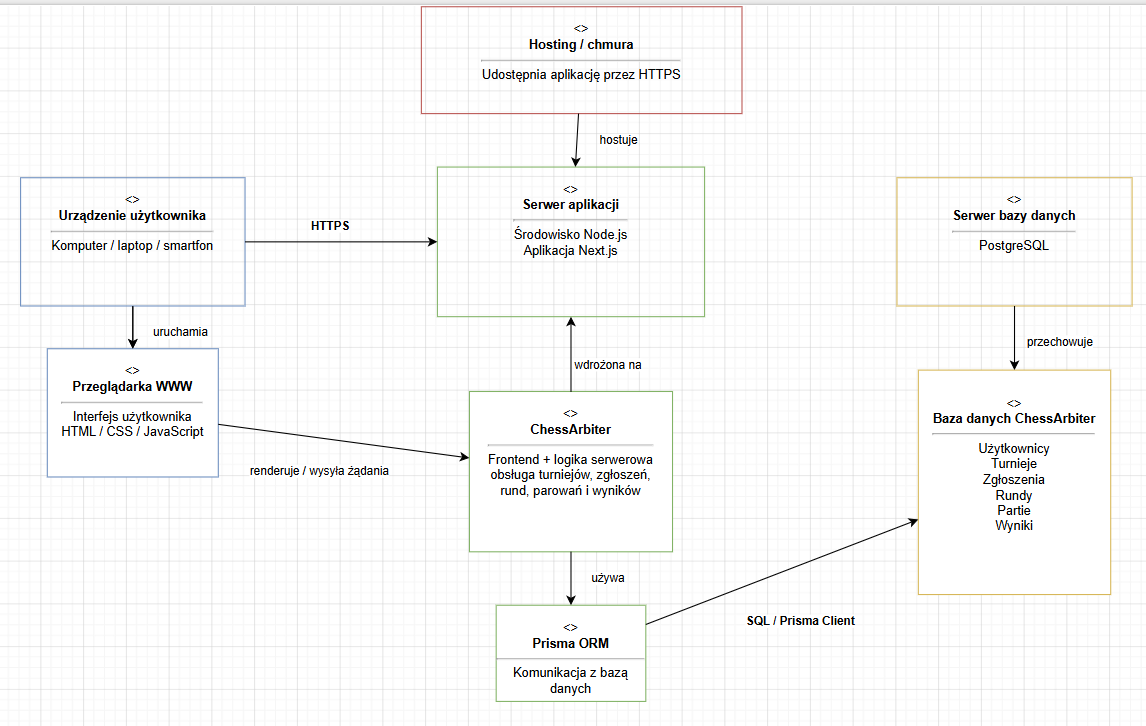 <>
Hosting / chmura
Udostępnia aplikację przez HTTPS
hostuje
<>
Urządzenie użytkownika
Komputer / laptop / smartfon
HTTPS
<>
Serwer aplikacji
Środowisko Node.js
Aplikacja Next.js
<>
Serwer bazy danych
PostgreSQL
uruchamia
przechowuje
<>
Przeglądarka WWW
Interfejs użytkownika
HTML / CSS / JavaScript
wdrożona na
renderuje / wysyła żądania
<>
ChessArbiter
Frontend + logika serwerowa
obsługa turniejów, zgłoszeń,
rund, parowań i wyników
<>
Baza danych ChessArbiter
Użytkownicy
Turnieje
Zgłoszenia
Rundy
Partie
Wyniki
używa
SQL / Prisma Client
<>
Prisma ORM
Komunikacja z bazą
danych